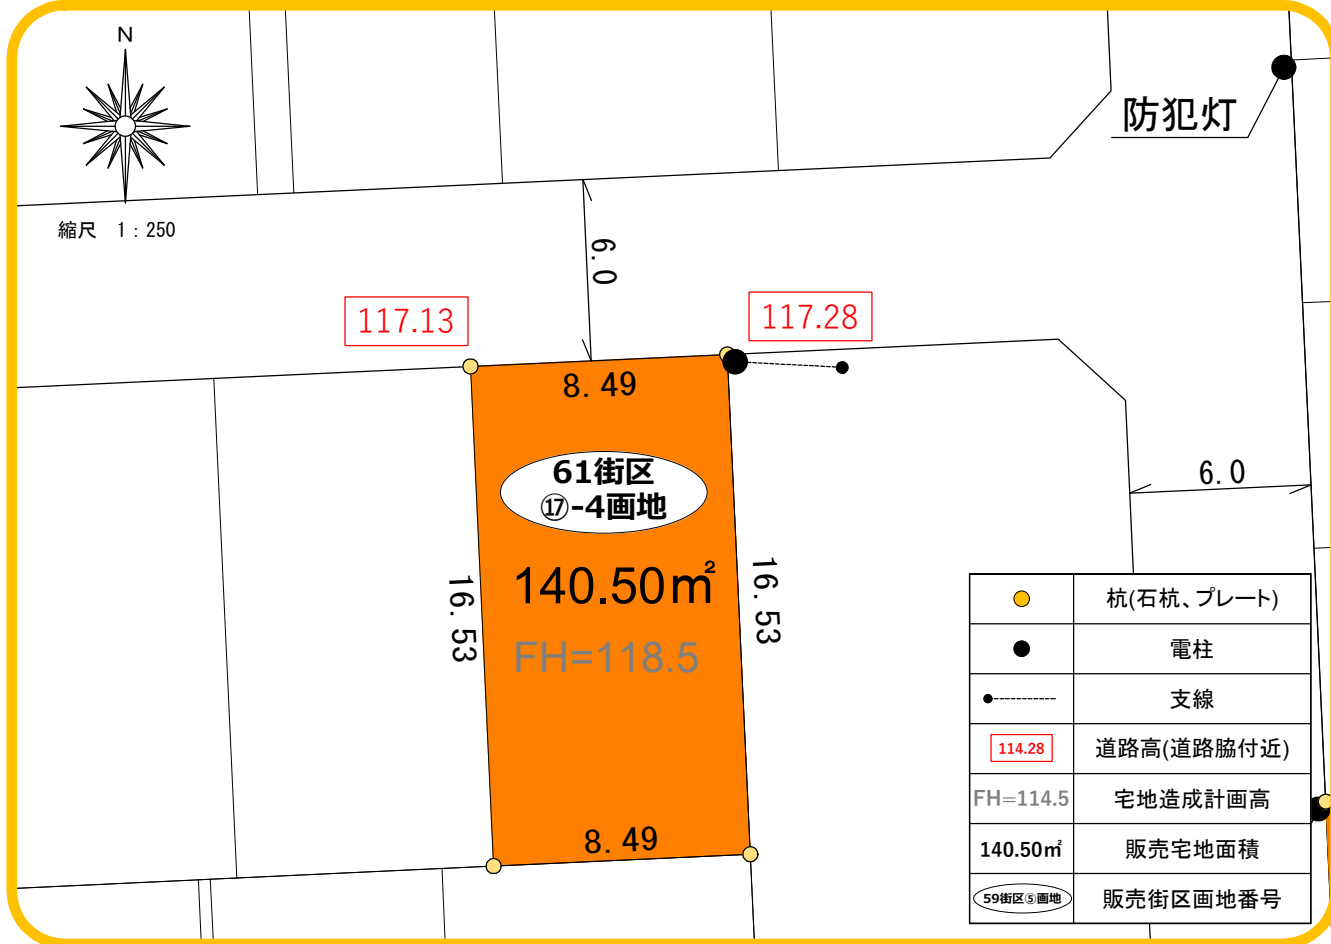 N
防犯灯
縮尺 1：250
6.0
117.13
117.28
8.49
61街区
⑰-4画地
6.0
16.53
140.50㎡
16.53
FH=118.5
8.49
杭(石杭、プレート)
電柱
支線
114.28 道路高(道路脇付近)
FH=114.5 宅地造成計画高
140.50㎡ 販売宅地面積
59街区⑤画地 販売街区画地番号